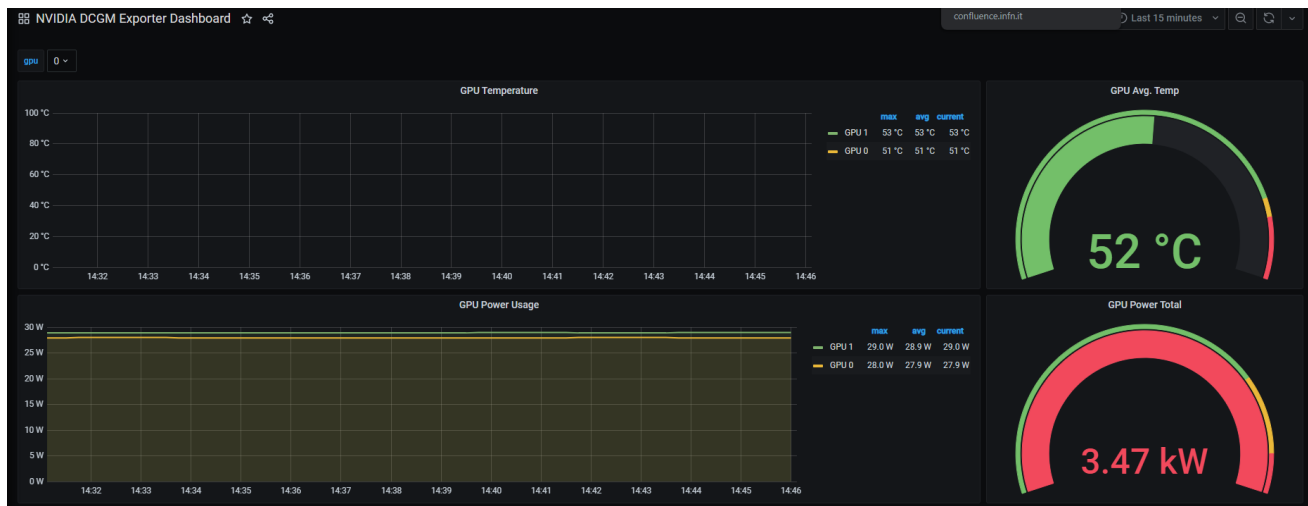 NVIDIA DCGM Exporter Dashboard
confluence.infn.it
Last 15 minutes
gpu 0
GPU Temperature
100 °C
80 °C
60 °C
40 °C
20 °C
0 °C
14:32 14:33 14:34 14:35 14:36 14:37 14:38 14:39 14:40 14:41 14:42 14:43 14:44 14:45 14:46
max avg current
GPU 1 53 °C 53 °C 53 °C
GPU 0 51 °C 51 °C 51 °C
GPU Avg. Temp
52 °C
GPU Power Usage
30 W
25 W
20 W
15 W
10 W
5 W
0 W
14:32 14:33 14:34 14:35 14:36 14:37 14:38 14:39 14:40 14:41 14:42 14:43 14:44 14:45 14:46
max avg current
GPU 1 29.0 W 28.9 W 29.0 W
GPU 0 28.0 W 27.9 W 27.9 W
GPU Power Total
3.47 kW